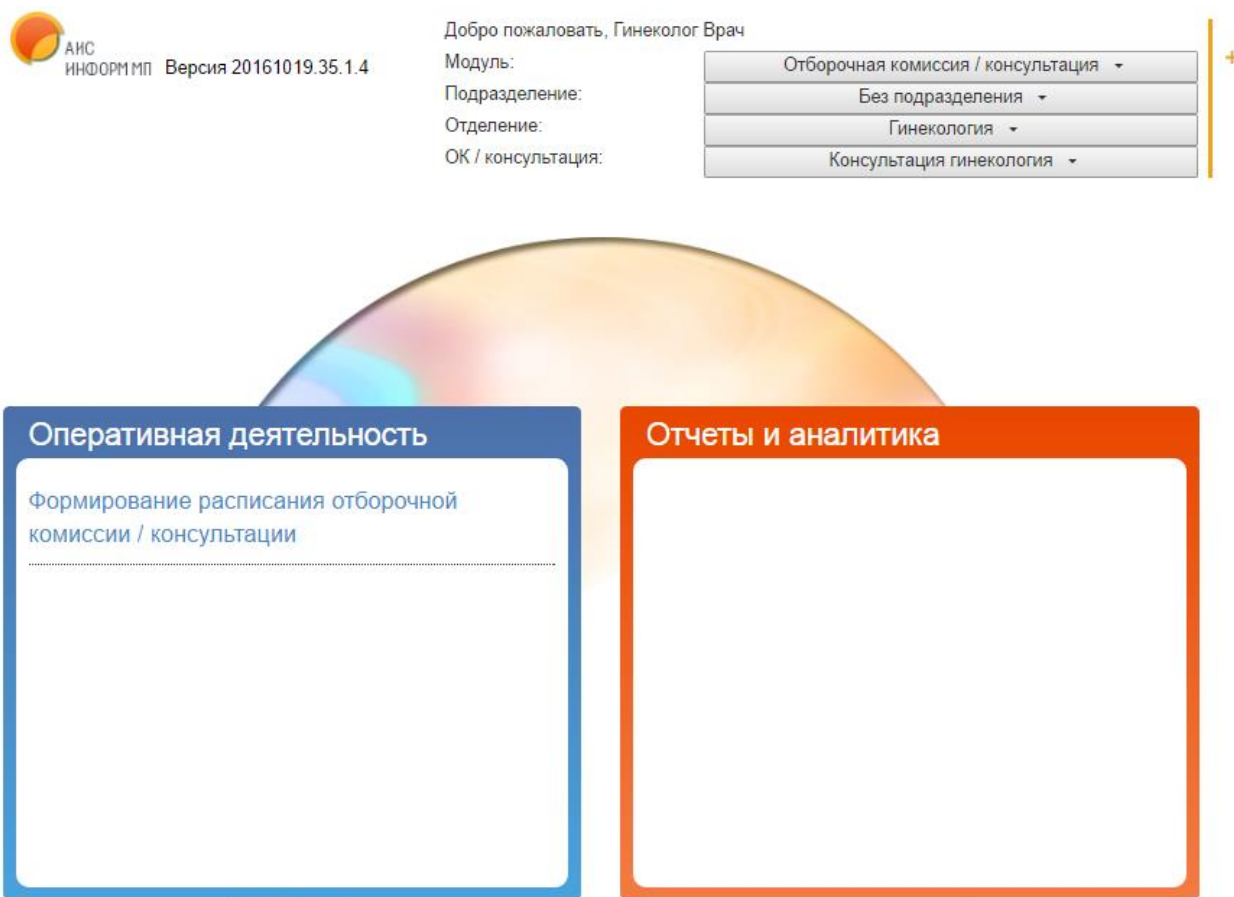 АИС
ИНФОРМ МП Версия 20161019.35.1.4
Добро пожаловать, Гинеколог Врач
Модуль: Отборочная комиссия / консультация
Подразделение: Без подразделения
Отделение: Гинекология
ОК / консультация: Консультация гинекология
Оперативная деятельность
Формирование расписания отборочной
комиссии / консультации
Отчеты и аналитика